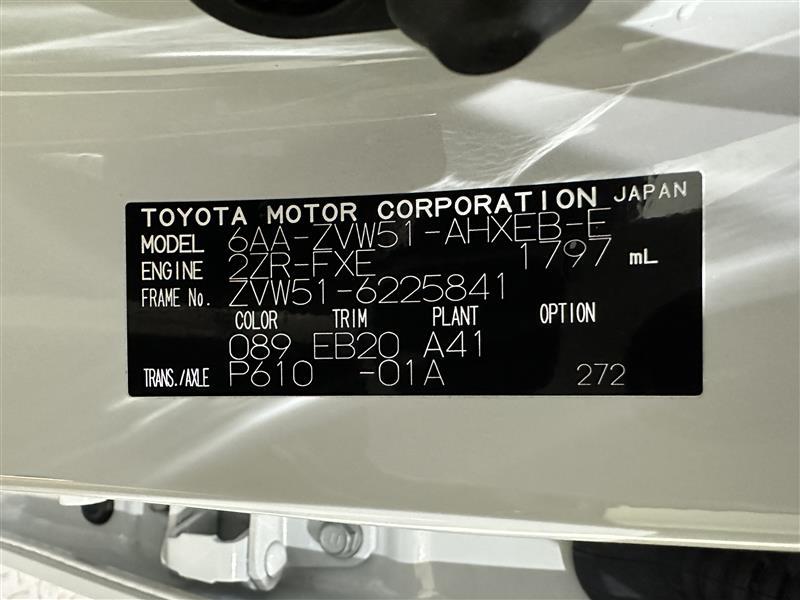 TOYOTA MOTOR CORPORATION JAPAN
MODEL 6AA-ZVW51-AHXEB-E
ENGINE 2ZR-FXE 1797 mL
FRAME No. ZVW51-6225841
COLOR TRIM PLANT OPTION
089 EB20 A41
TRANS./AXLE P610 -01A 272